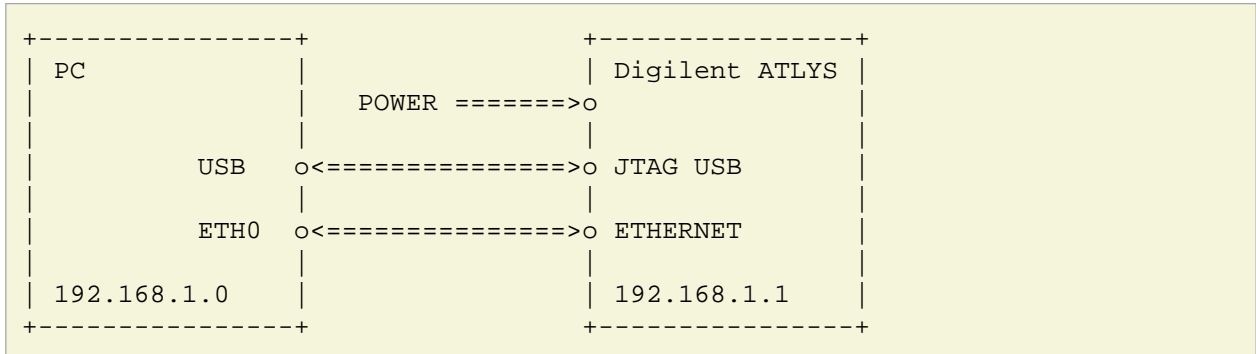 PC Digilent ATLYS
POWER =======>o
USB o<===============>o JTAG USB
ETH0 o<===============>o ETHERNET
192.168.1.0 192.168.1.1